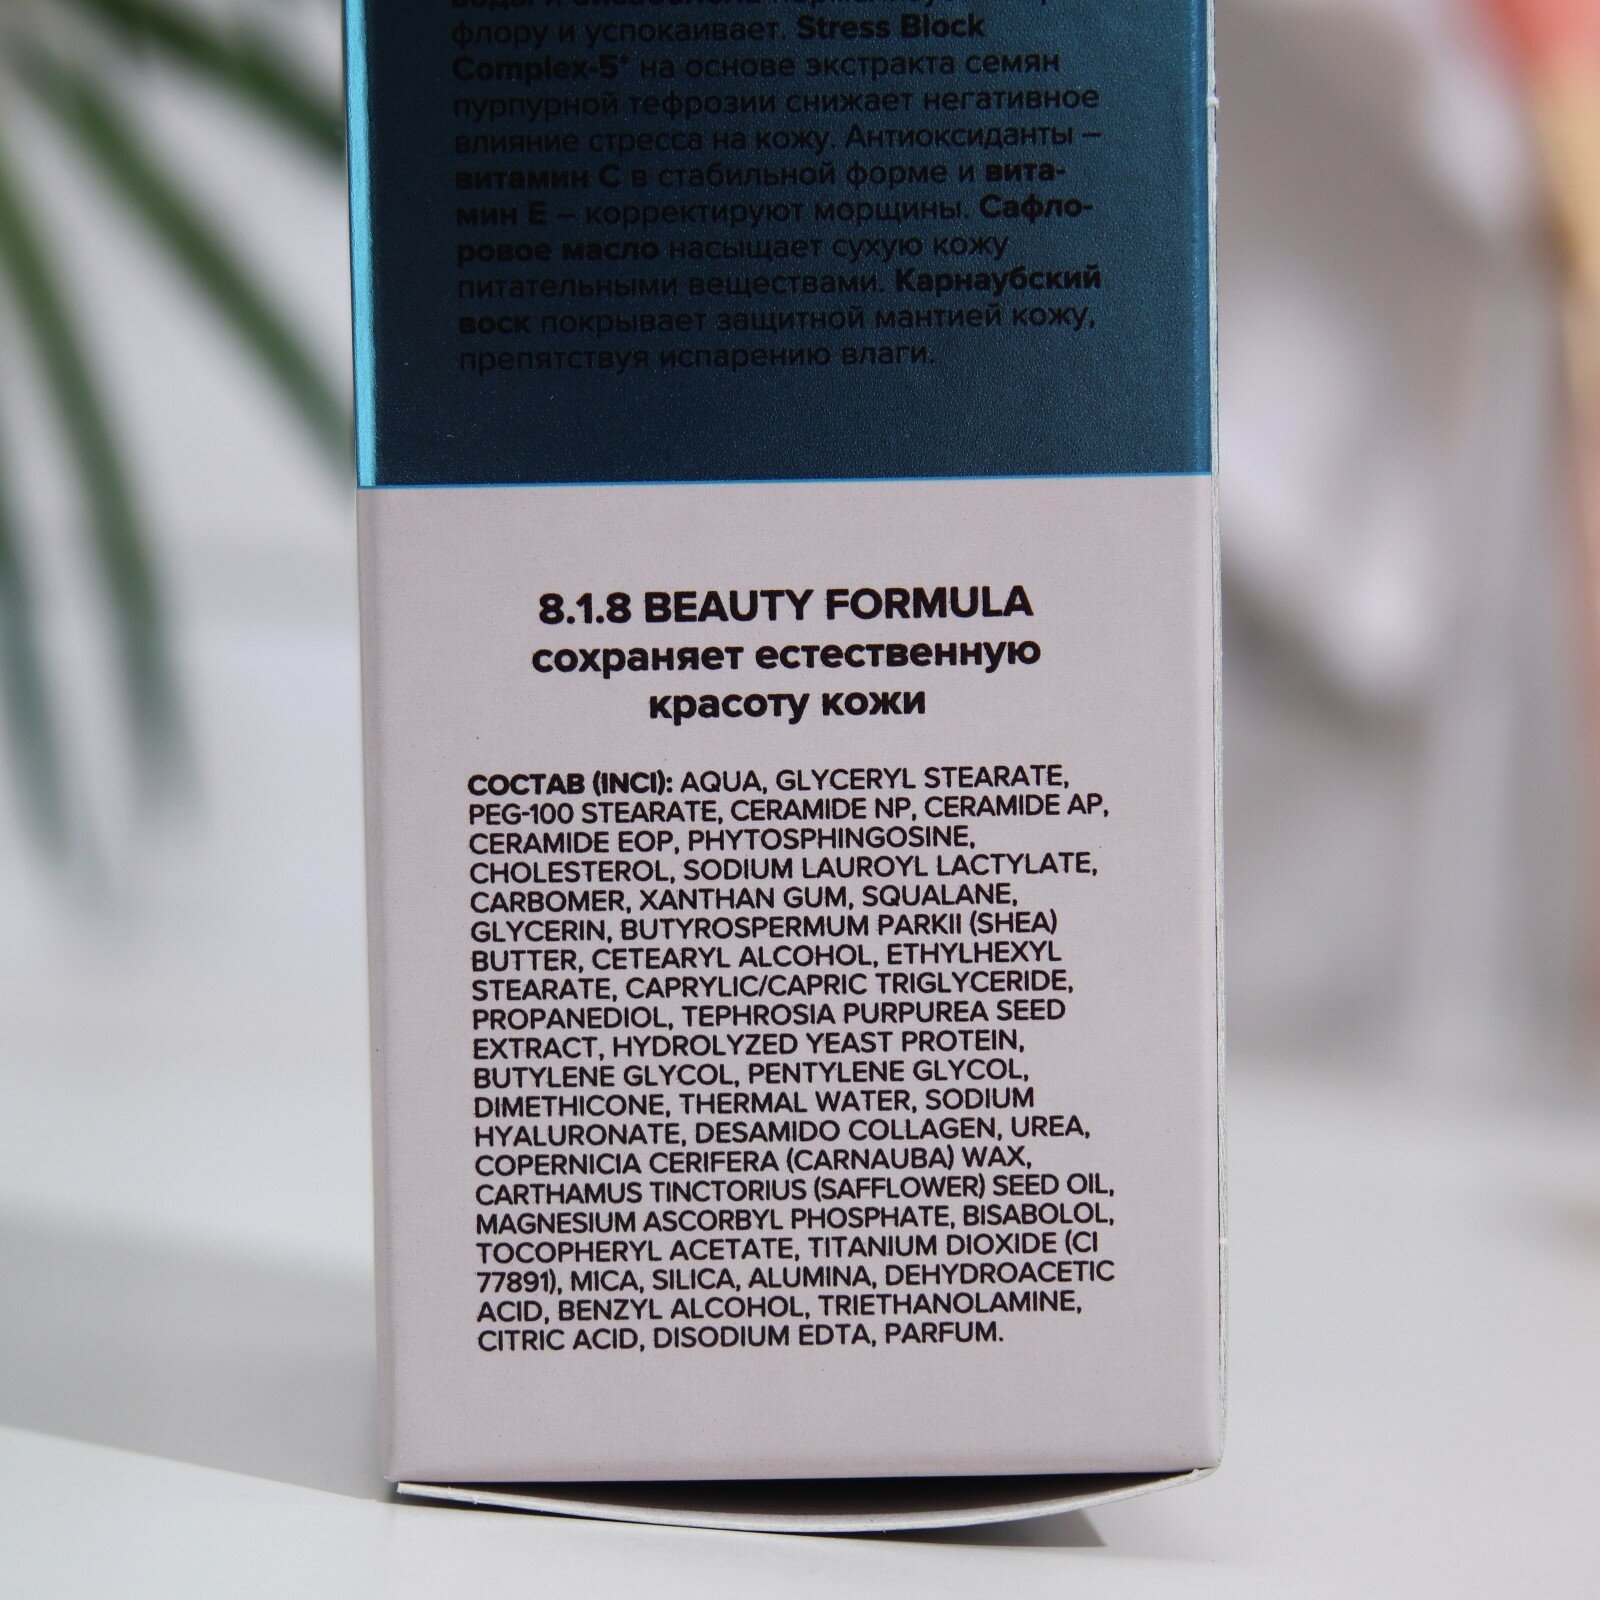 воды и бисаболола
флору и успокаивает. Stress Block
Complex-5* на основе экстракта семян
пурпурной тефрозии снижает негативное
влияние стресса на кожу. Антиоксиданты –
витамин С в стабильной форме и вита-
мин Е – корректируют морщины. Сафло-
ровое масло насыщает сухую кожу
питательными веществами. Карнаубский
воск покрывает защитной мантией кожу,
препятствуя испарению влаги.
8.1.8 BEAUTY FORMULA
сохраняет естественную
красоту кожи
СОСТАВ (INCI): AQUA, GLYCERYL STEARATE,
PEG-100 STEARATE, CERAMIDE NP, CERAMIDE AP,
CERAMIDE EOP, PHYTOSPHINGOSINE,
CHOLESTEROL, SODIUM LAUROYL LACTYLATE,
CARBOMER, XANTHAN GUM, SQUALANE,
GLYCERIN, BUTYROSPERMUM PARKII (SHEA)
BUTTER, CETEARYL ALCOHOL, ETHYLHEXYL
STEARATE, CAPRYLIC/CAPRIC TRIGLYCERIDE,
PROPANEDIOL, TEPHROSIA PURPUREA SEED
EXTRACT, HYDROLYZED YEAST PROTEIN,
BUTYLENE GLYCOL, PENTYLENE GLYCOL,
DIMETHICONE, THERMAL WATER, SODIUM
HYALURONATE, DESAMIDO COLLAGEN, UREA,
COPERNICIA CERIFERA (CARNAUBA) WAX,
CARTHAMUS TINCTORIUS (SAFFLOWER) SEED OIL,
MAGNESIUM ASCORBYL PHOSPHATE, BISABOLOL,
TOCOPHERYL ACETATE, TITANIUM DIOXIDE (CI
77891), MICA, SILICA, ALUMINA, DEHYDROACETIC
ACID, BENZYL ALCOHOL, TRIETHANOLAMINE,
CITRIC ACID, DISODIUM EDTA, PARFUM.